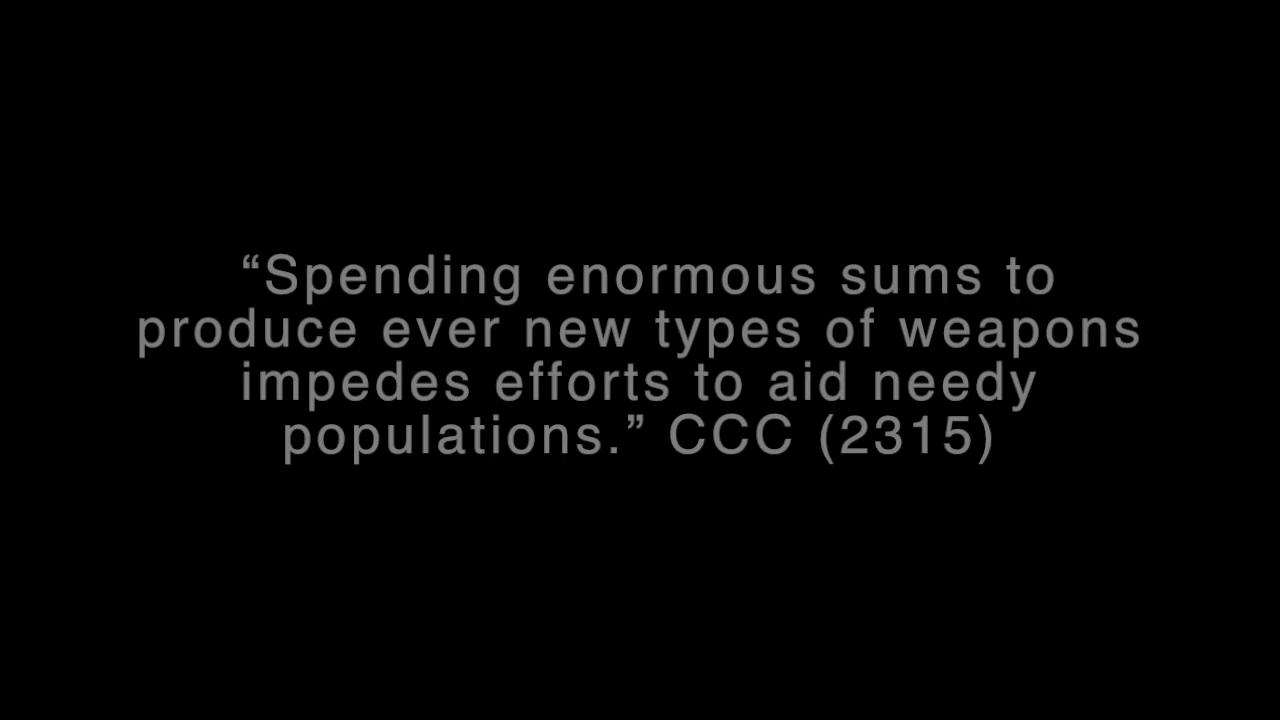 “Spending enormous sums to
produce ever new types of weapons
impedes efforts to aid needy
populations.” CCC (2315)